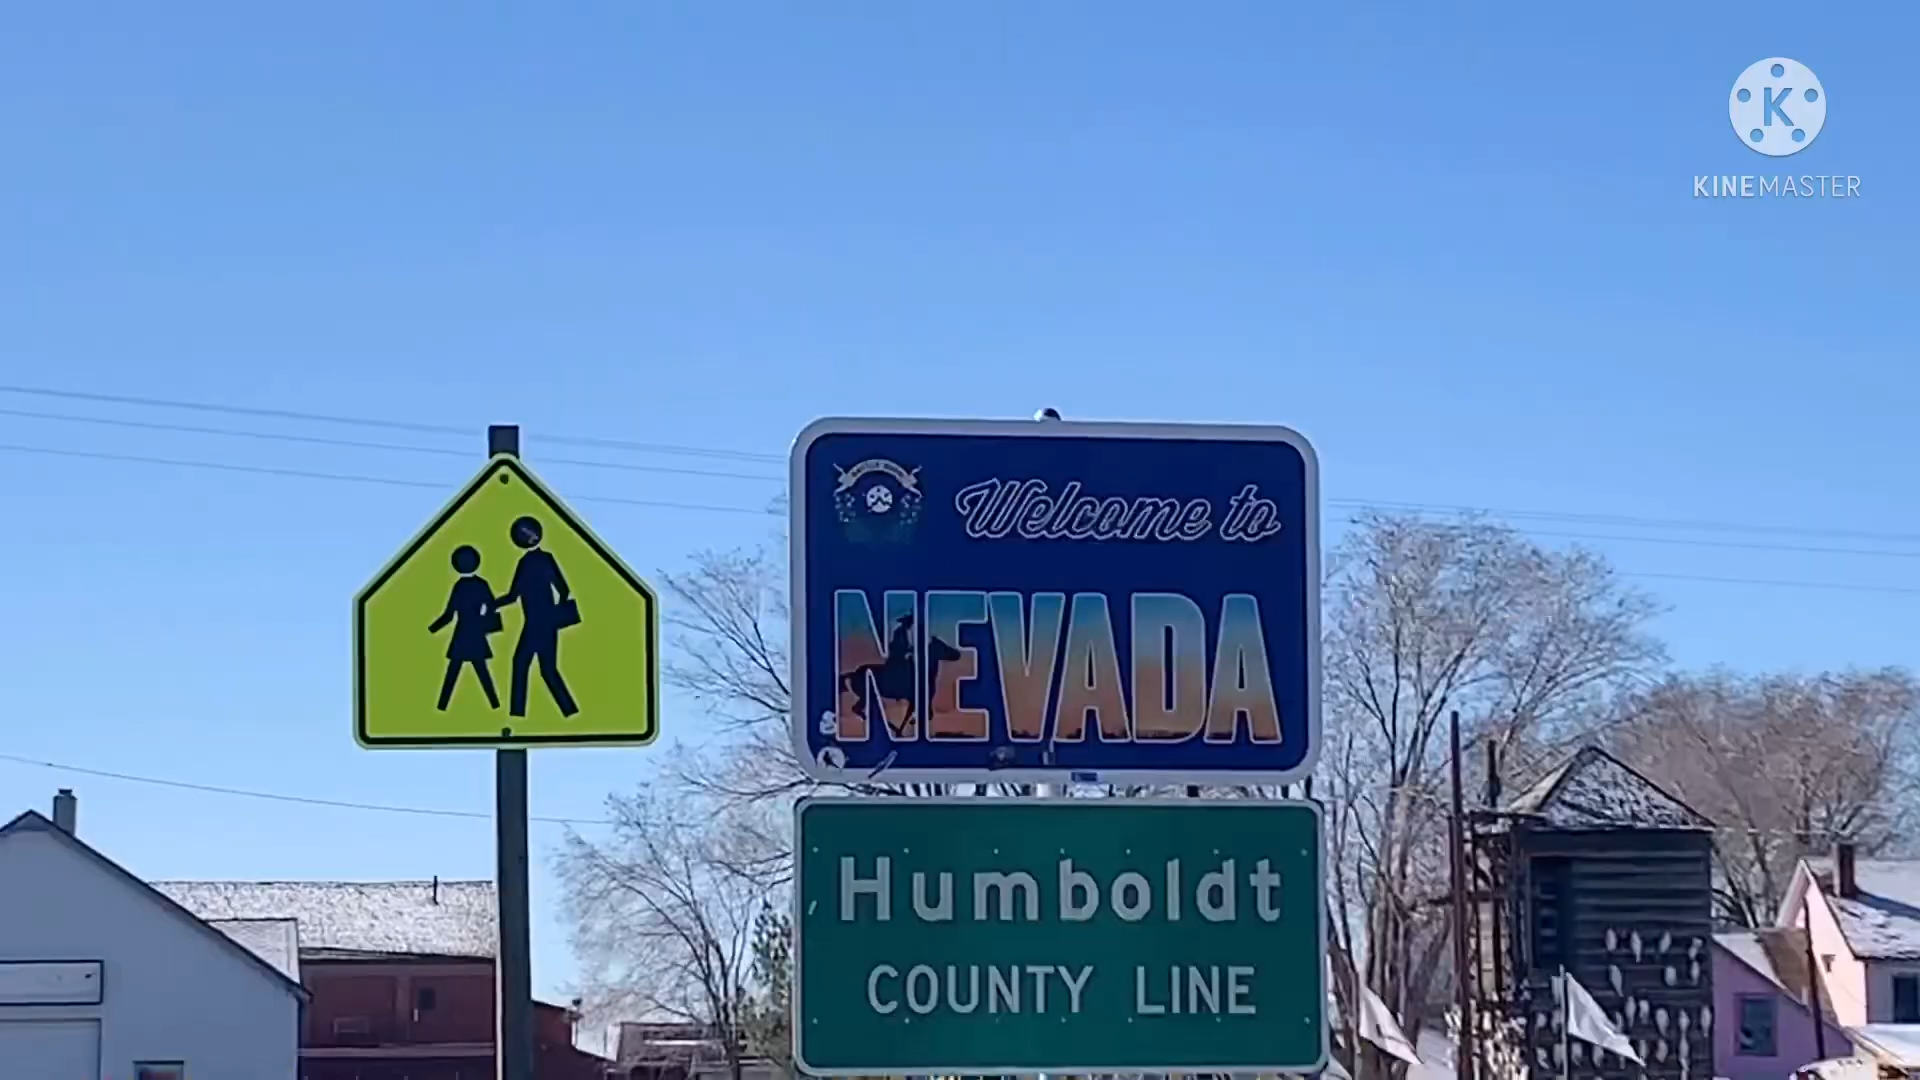 K
KINEMASTER
Welcome to
NEVADA
Humboldt
COUNTY LINE